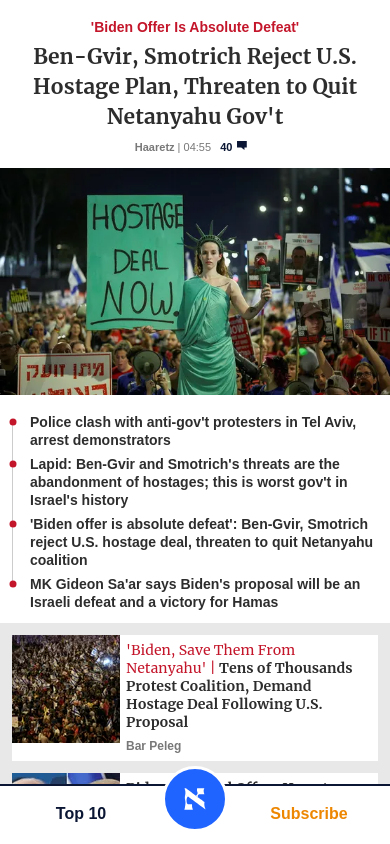 'Biden Offer Is Absolute Defeat'
Ben-Gvir, Smotrich Reject U.S.
Hostage Plan, Threaten to Quit
Netanyahu Gov't
Haaretz | 04:55 40
HOSTAGE
DEAL
NOW.
מתן זועק
Police clash with anti-gov't protesters in Tel Aviv,
arrest demonstrators
Lapid: Ben-Gvir and Smotrich's threats are the
abandonment of hostages; this is worst gov't in
Israel's history
'Biden offer is absolute defeat': Ben-Gvir, Smotrich
reject U.S. hostage deal, threaten to quit Netanyahu
coalition
MK Gideon Sa'ar says Biden's proposal will be an
Israeli defeat and a victory for Hamas
'Biden, Save Them From
Netanyahu' | Tens of Thousands
Protest Coalition, Demand
Hostage Deal Following U.S.
Proposal
Bar Peleg
Top 10
Subscribe